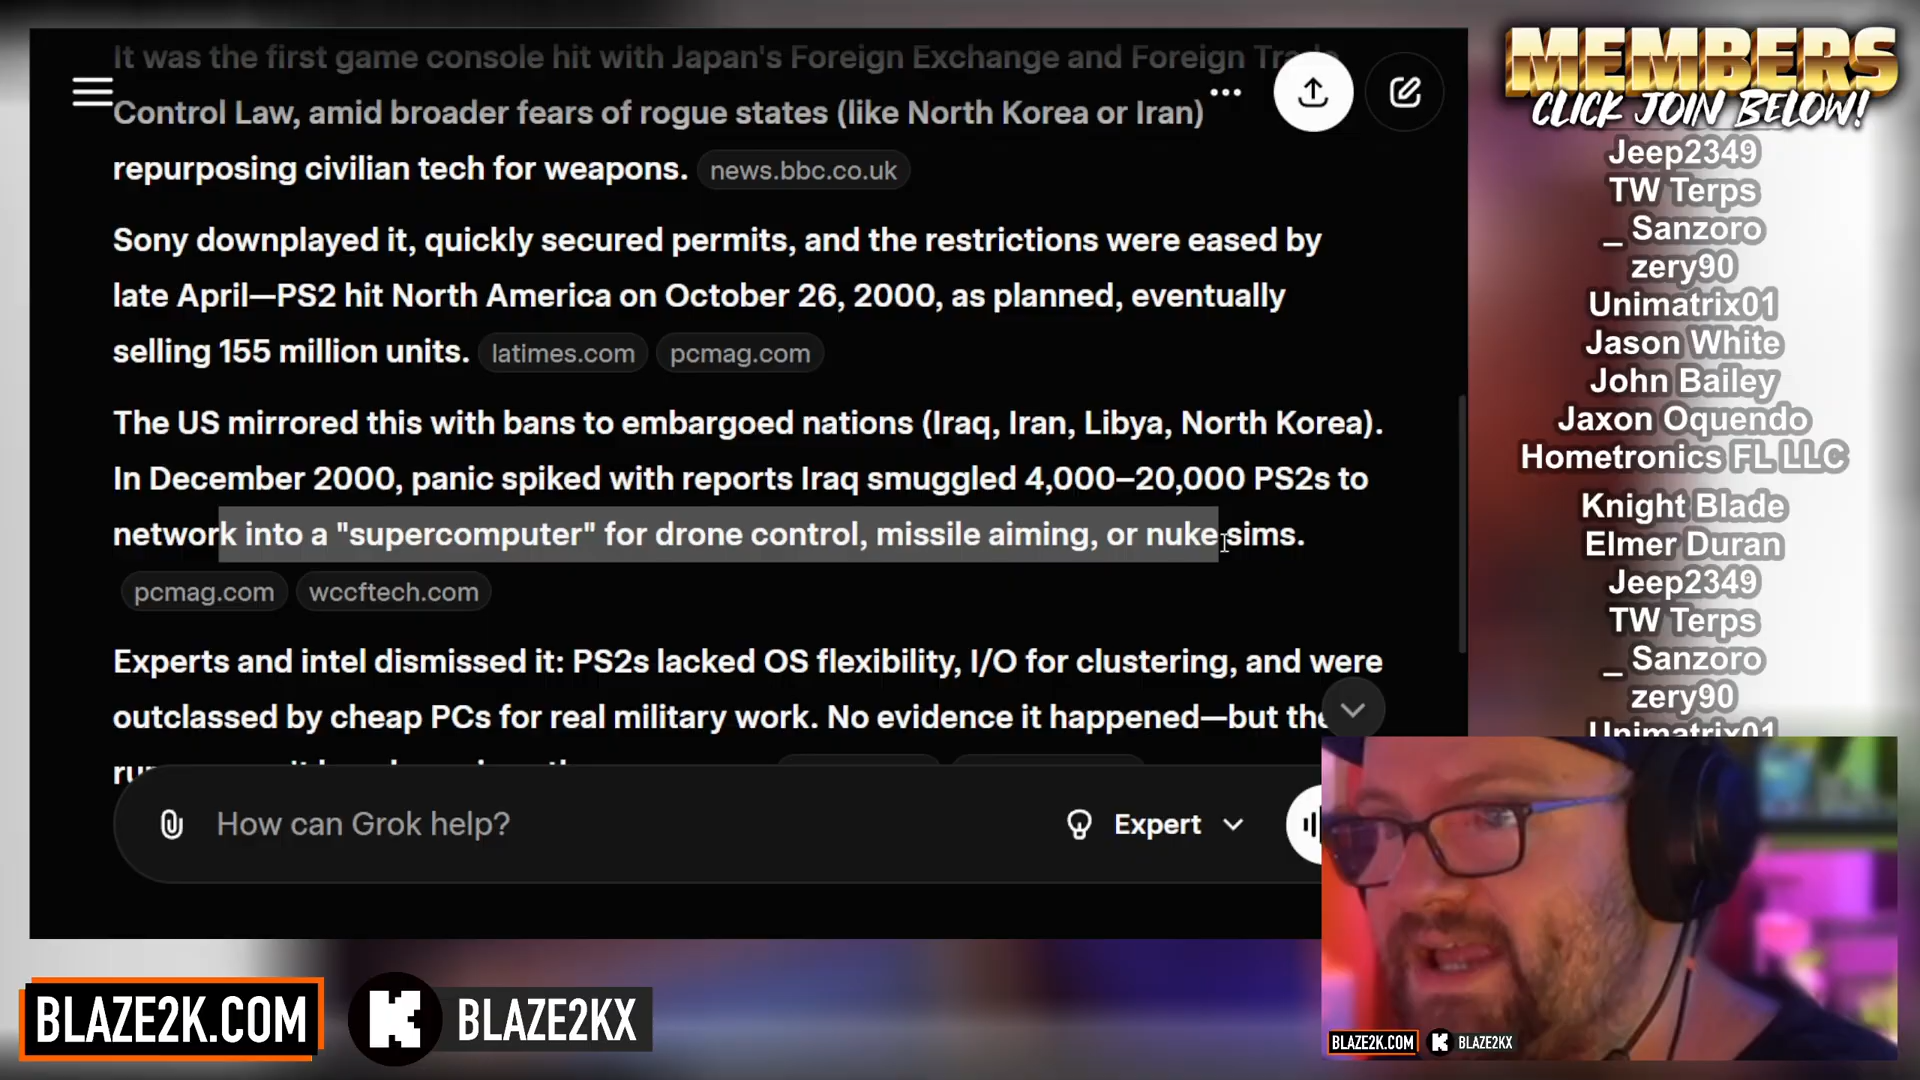 It was the first game console hit with Japan's Foreign Exchange and Foreign Trade
Control Law, amid broader fears of rogue states (like North Korea or Iran)
repurposing civilian tech for weapons. news.bbc.co.uk
Sony downplayed it, quickly secured permits, and the restrictions were eased by
late April—PS2 hit North America on October 26, 2000, as planned, eventually
selling 155 million units. latimes.com pcmag.com
The US mirrored this with bans to embargoed nations (Iraq, Iran, Libya, North Korea).
In December 2000, panic spiked with reports Iraq smuggled 4,000–20,000 PS2s to
network into a "supercomputer" for drone control, missile aiming, or nuke sims.
pcmag.com wccftech.com
Experts and intel dismissed it: PS2s lacked OS flexibility, I/O for clustering, and were
outclassed by cheap PCs for real military work. No evidence it happened—but the
How can Grok help?
Expert
MEMBERS
CLICK JOIN BELOW!
Jeep2349
TW Terps
_ Sanzoro
zery90
Unimatrix01
Jason White
John Bailey
Jaxon Oquendo
Hometronics FL LLC
Knight Blade
Elmer Duran
Jeep2349
TW Terps
_ Sanzoro
zery90
Unimatrix01
BLAZE2K.COM
BLAZE2KX
BLAZE2K.COM
BLAZE2KX